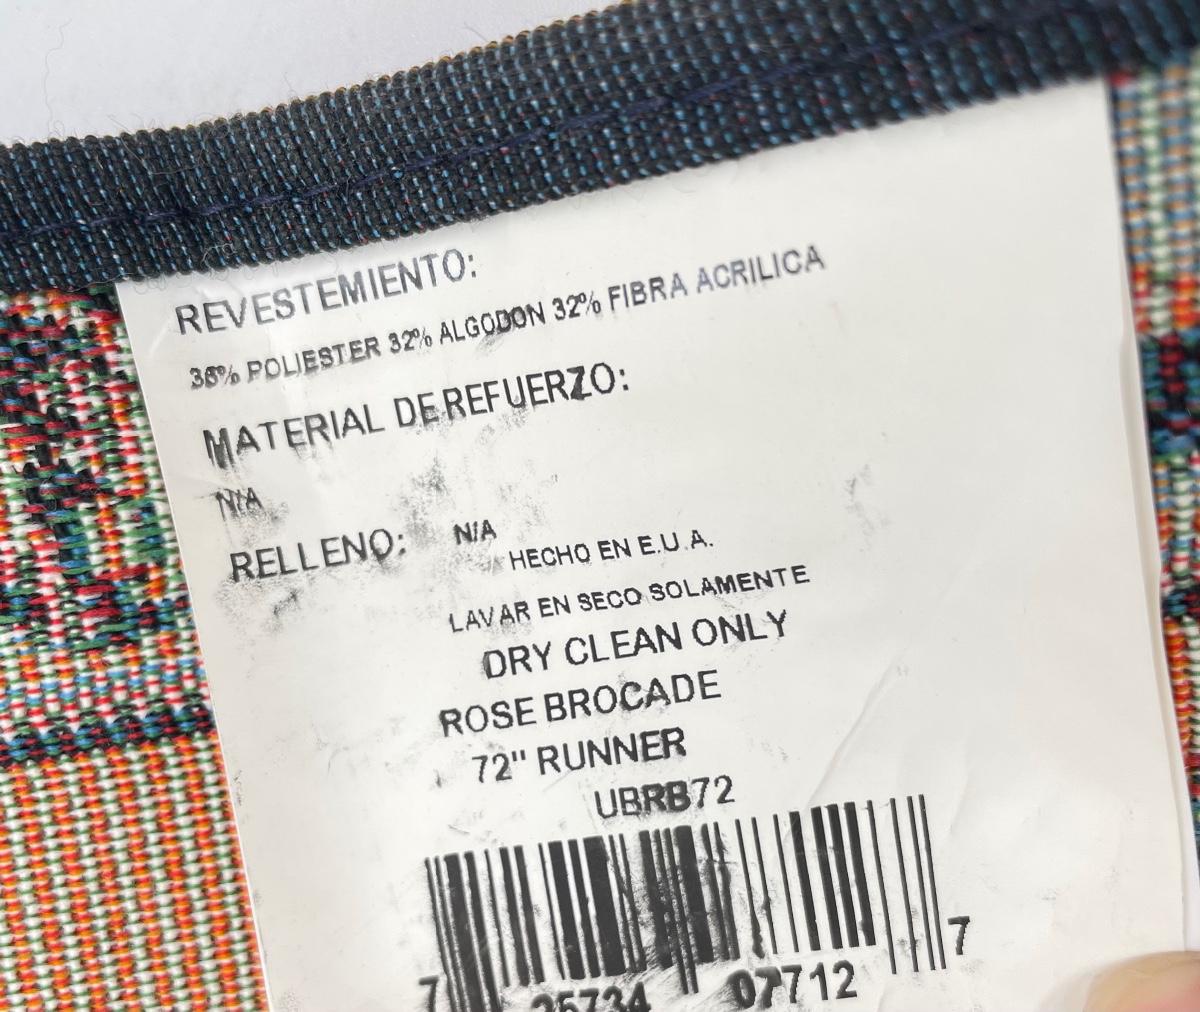 REVESTEMIENTO:
36% POLIESTER 32% ALGODON 32% FIBRA ACRILICA
MATERIAL DE REFUERZO:
N/A
RELLENO: N/A
HECHO EN E.U.A.
LAVAR EN SECO SOLAMENTE
DRY CLEAN ONLY
ROSE BROCADE
72" RUNNER
UBRB72
7 25734 07712 7